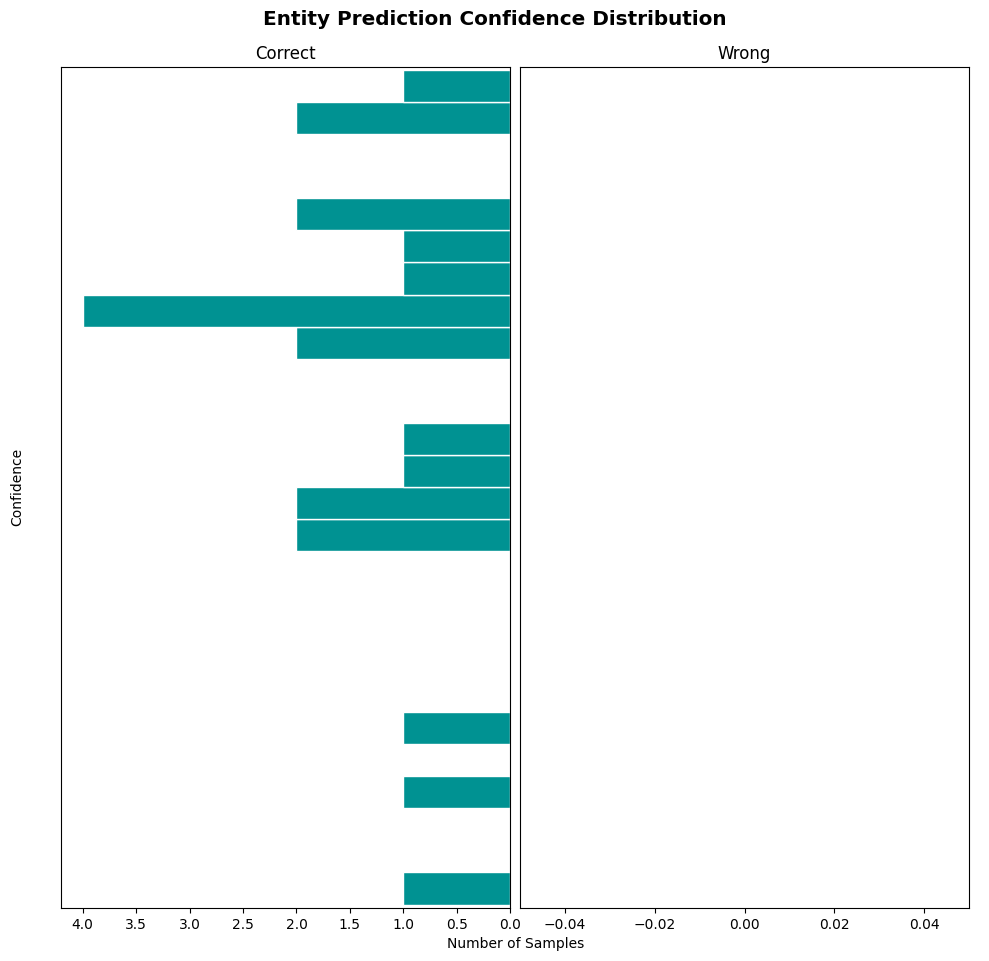 Entity Prediction Confidence Distribution
Correct
Wrong
Confidence
4.0 3.5 3.0 2.5 2.0 1.5 1.0 0.5 0.0
−0.04 −0.02 0.00 0.02 0.04
Number of Samples